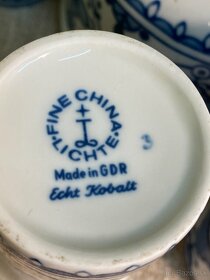 FINE CHINA
LICHTE
3
Made in GDR
Echt Kobalt